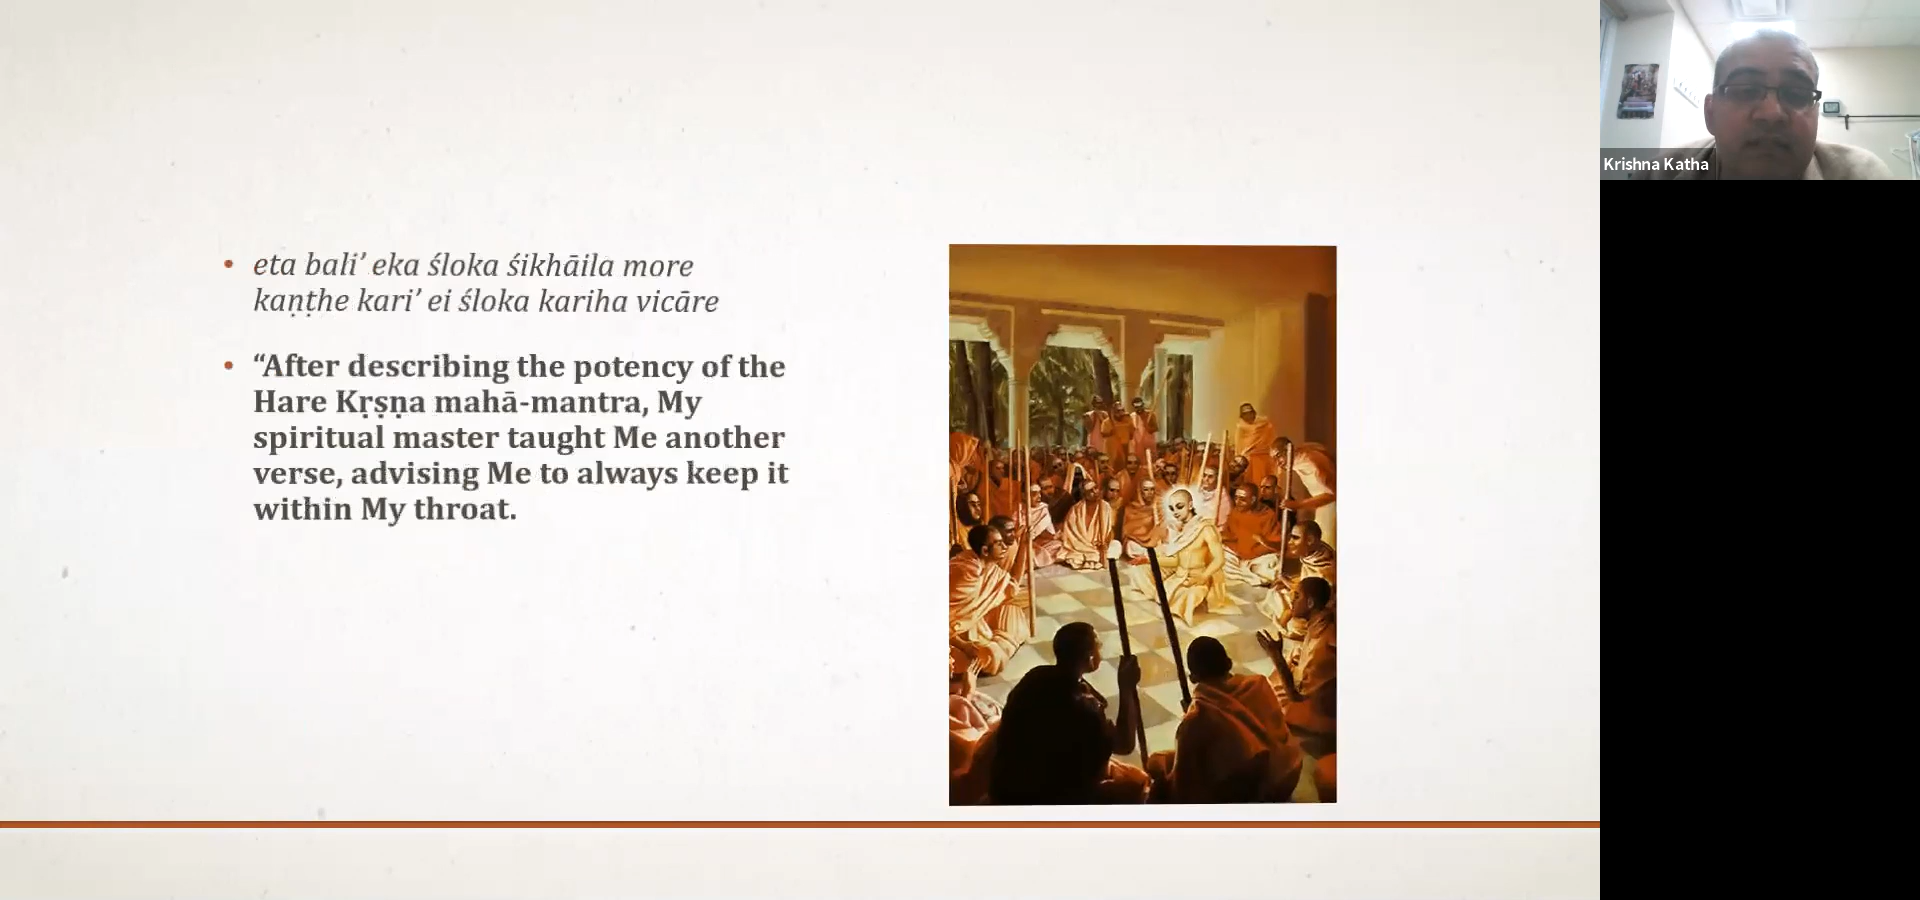 eta bali’ eka śloka śikhāila more
kaṇṭhe kari’ ei śloka kariha vicāre
“After describing the potency of the
Hare Kṛṣṇa mahā-mantra, My
spiritual master taught Me another
verse, advising Me to always keep it
within My throat.
Krishna Katha